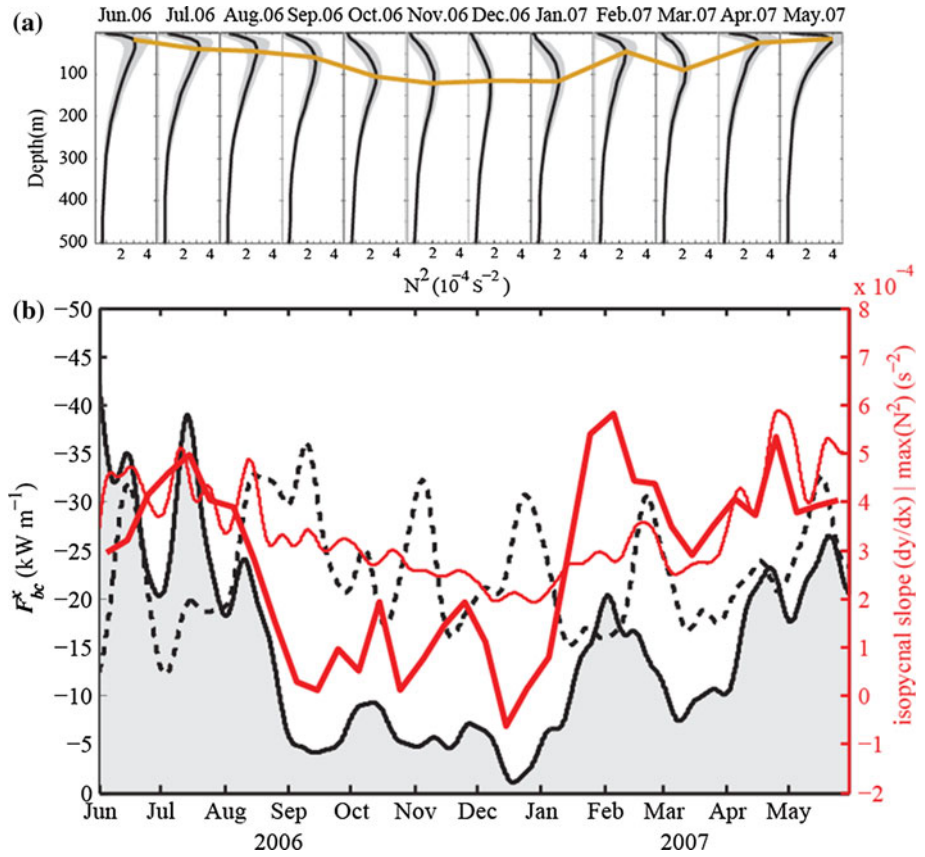 (a)
Jun.06 Jul.06 Aug.06 Sep.06 Oct.06 Nov.06 Dec.06 Jan.07 Feb.07 Mar.07 Apr.07 May.07
Depth(m)
100
200
300
400
500
2 4 2 4 2 4 2 4 2 4 2 4 2 4 2 4 2 4 2 4 2 4 2 4
N² (10⁻⁴ S⁻²)
(b)
x 10⁻⁴
F_bc^x (kW m⁻¹)
−50
−45
−40
−35
−30
−25
−20
−15
−10
−5
0
8
7
6
5
4
3
2
1
0
−1
−2
isopycnal slope (dy/dx) | max(N²) (s⁻²)
Jun Jul Aug Sep Oct Nov Dec Jan Feb Mar Apr May
2006 2007